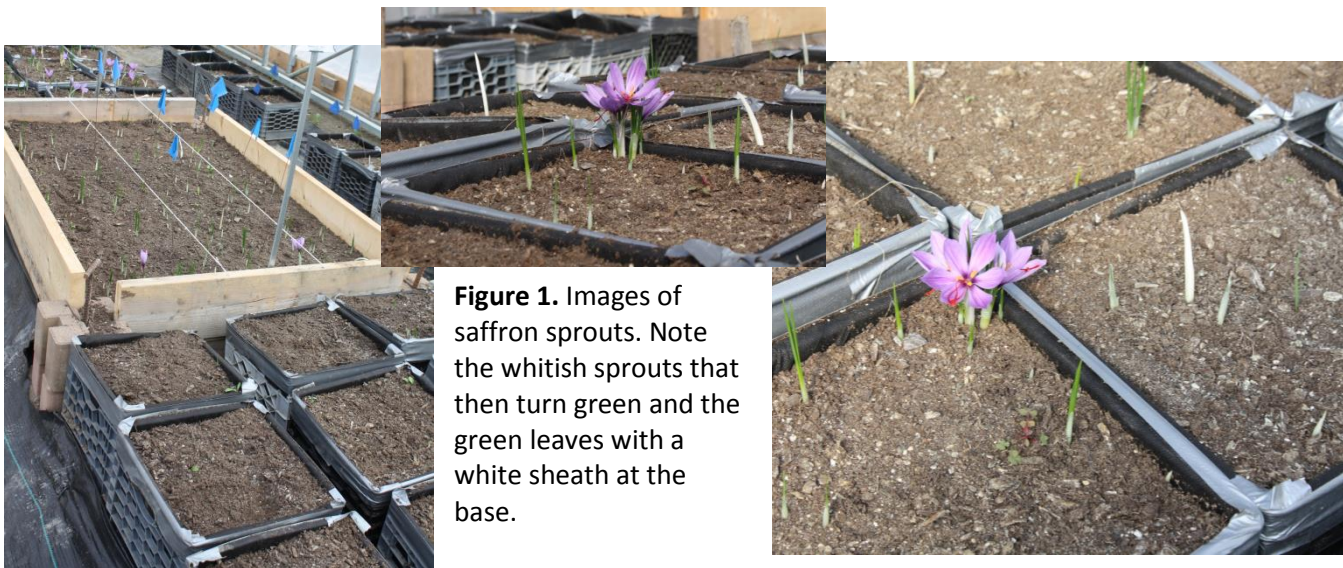 Figure 1. Images of
saffron sprouts. Note
the whitish sprouts that
then turn green and the
green leaves with a
white sheath at the
base.